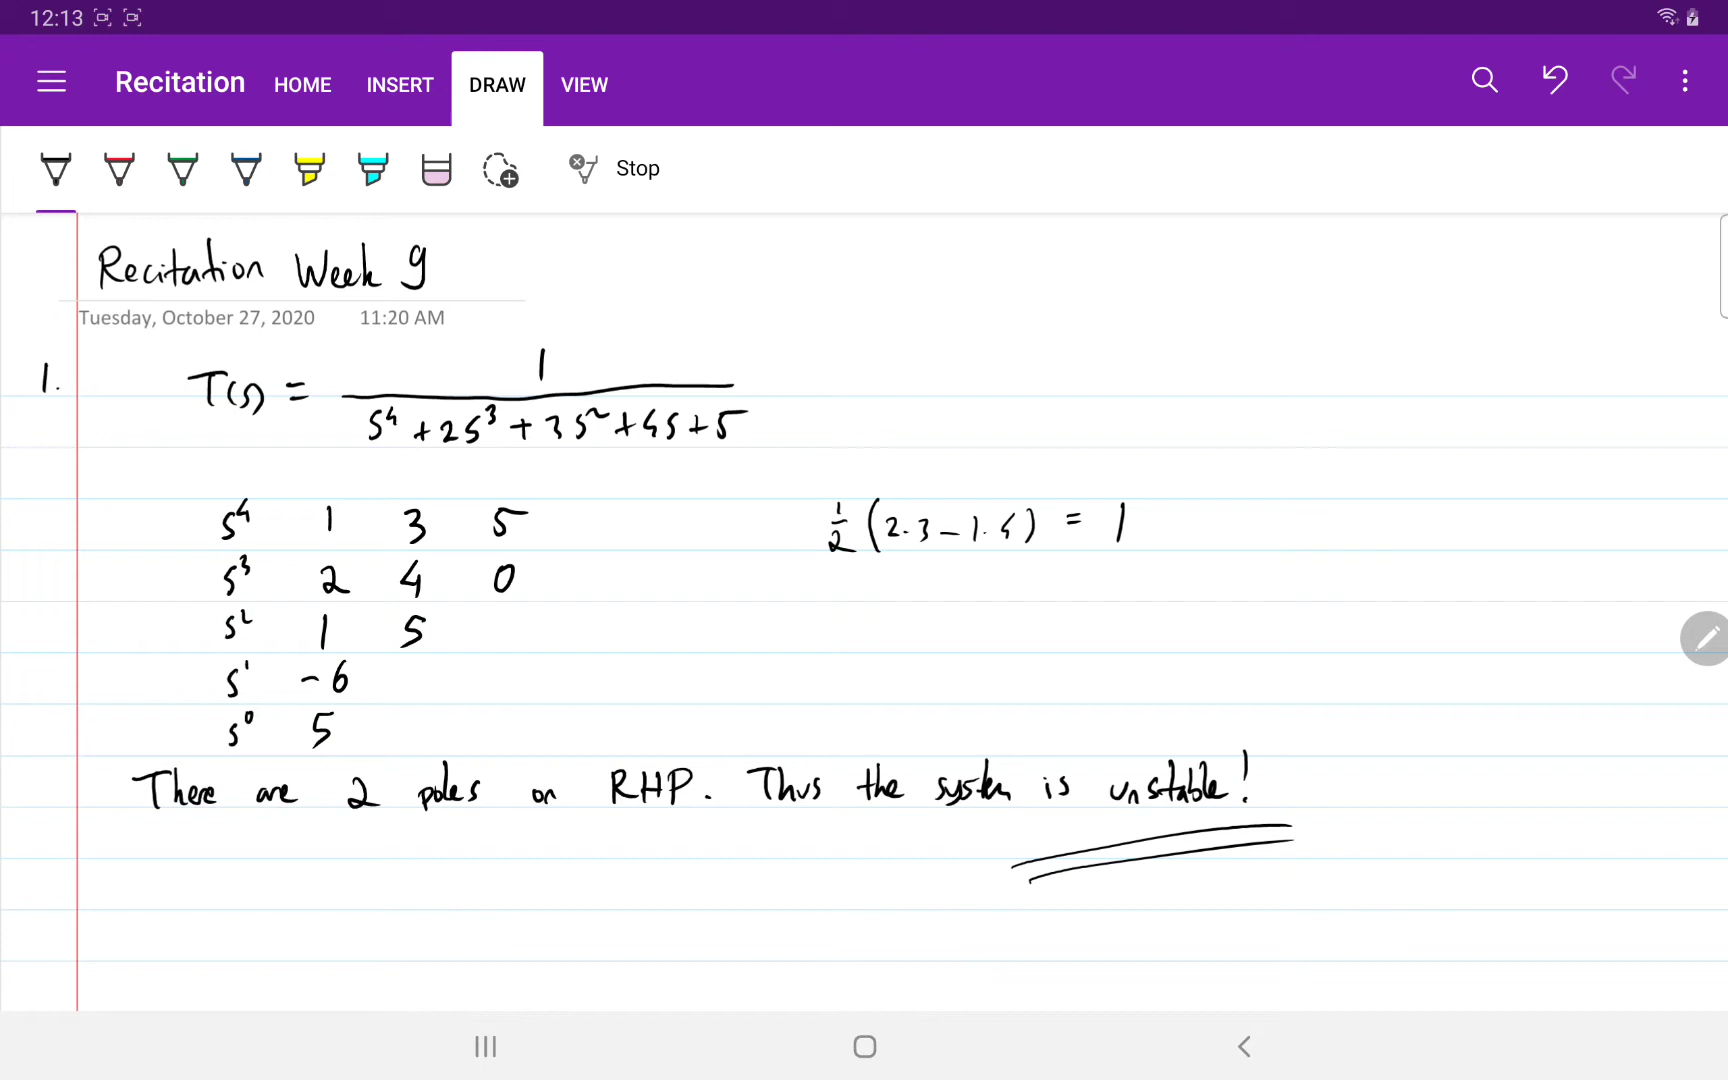 12:13
Recitation HOME INSERT DRAW VIEW
Stop
Recitation Week 9
Tuesday, October 27, 2020 11:20 AM
1. T(s) = 1 / (s⁴ + 2s³ + 3s² + 4s + 5)
s⁴ 1 3 5
½ (2.3 − 1.4) = 1
s³ 2 4 0
s² 1 5
s¹ -6
s⁰ 5
There are 2 poles on RHP. Thus the system is unstable!